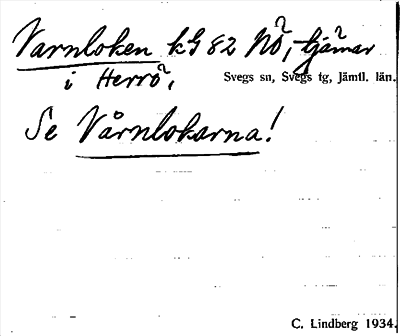 Varnloken kG 82 NÖ, tjärnar
i Herrö,
Svegs sn, Svegs tg, Jämtl. län.
Se Vårnlokarna!
C. Lindberg 1934.